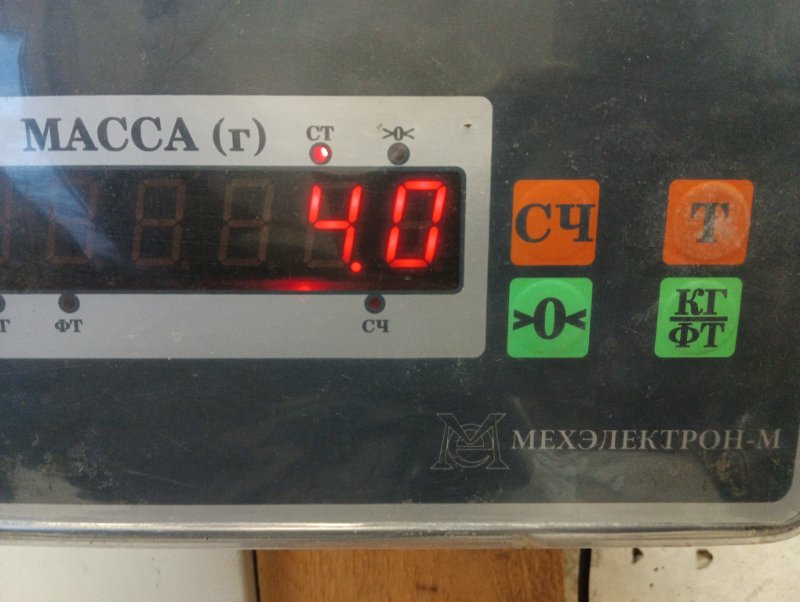 МАССА (г) СТ >0<
4.0
СЧ Т
>0< КГ/ФТ
ФТ СЧ
МЕХЭЛЕКТРОН-М